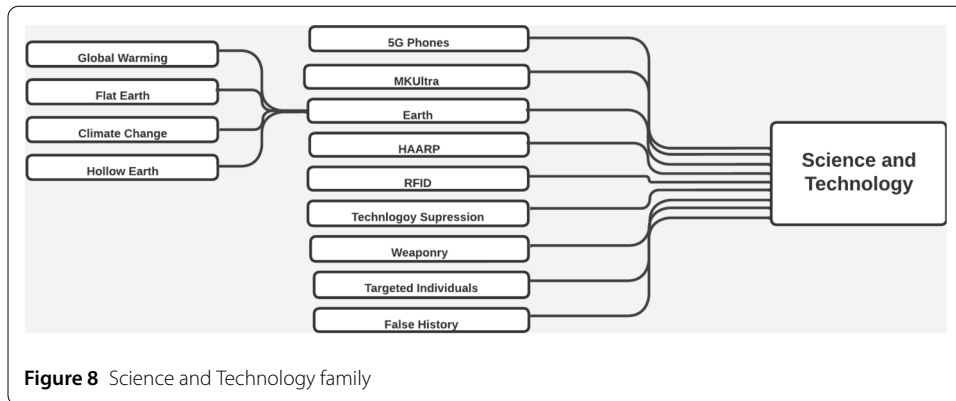 Global Warming
Flat Earth
Climate Change
Hollow Earth
5G Phones
MKUltra
Earth
HAARP
RFID
Technlogoy Supression
Weaponry
Targeted Individuals
False History
Science and
Technology
Figure 8 Science and Technology family